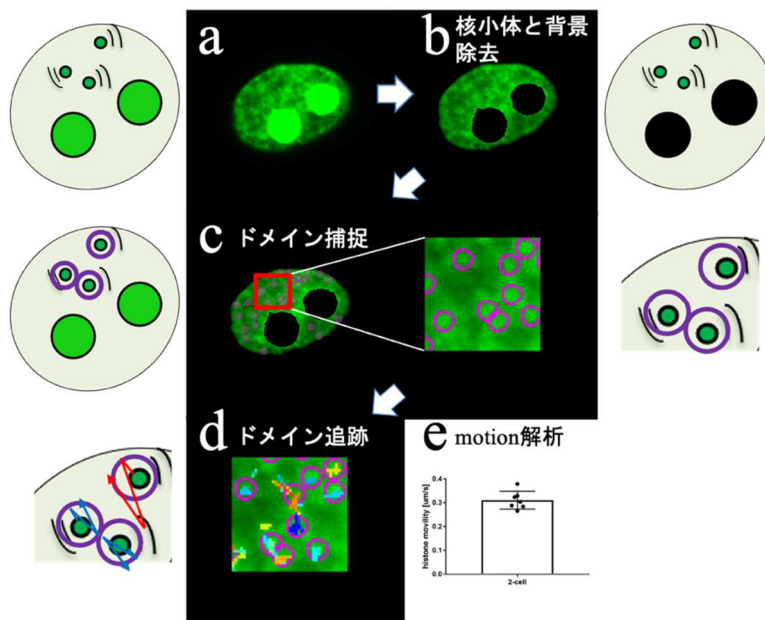 a
b 核小体と背景
除去
c ドメイン捕捉
d ドメイン追跡
e motion解析
histone movility [um/s]
0.4
0.3
0.2
0.1
0.0
2-cell